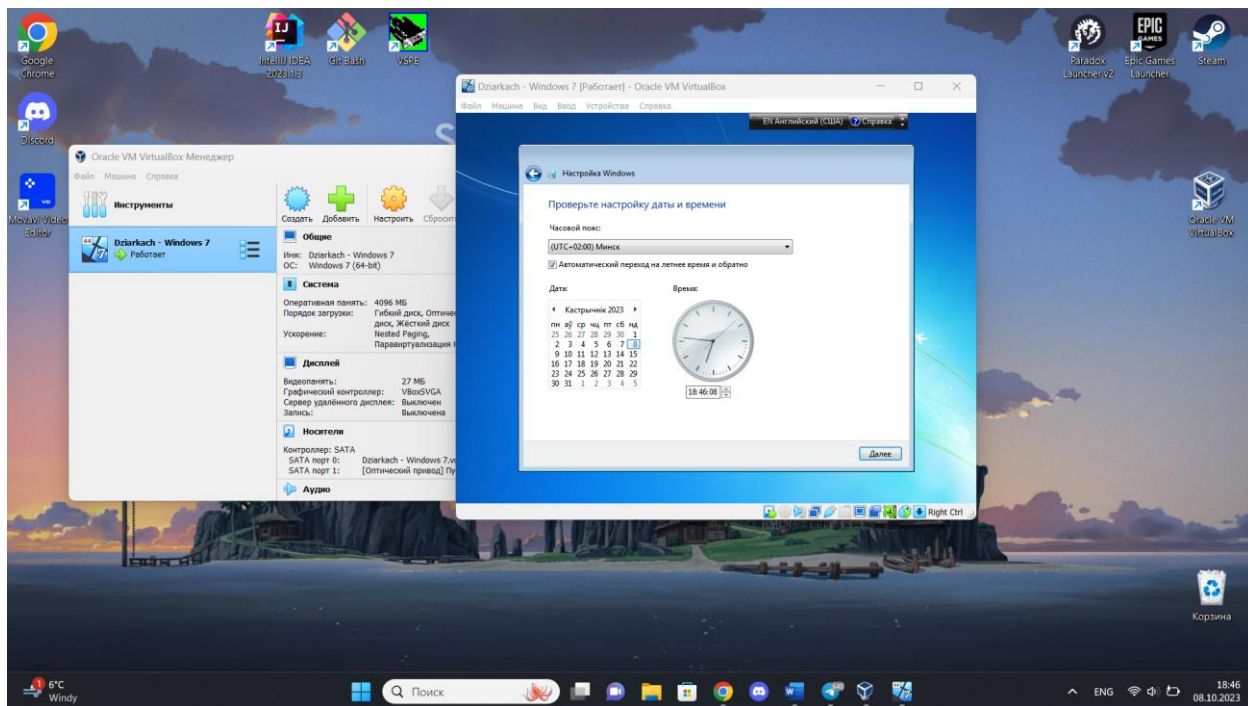 Google
Chrome
IntelliJ IDEA
2023.1.3
Git Bash
VSPE
Paradox
Launcher v2
EPIC
GAMES
Epic Games
Launcher
Steam
Discord
Movavi Video
Editor
Oracle VM
VirtualBox
Корзина
Oracle VM VirtualBox Менеджер
Файл Машина Справка
Инструменты
Dziarkach - Windows 7
Работает
Создать Добавить Настроить
Общие
Имя: Dziarkach - Windows 7
ОС: Windows 7 (64-bit)
Система
Оперативная память: 4096 МБ
Порядок загрузки: Гибкий диск,
диск, Жёсткий диск
Ускорение: Nested Paging,
Паравиртуализация
Дисплей
Видеопамять: 27 МБ
Графический контроллер: VBoxSVGA
Сервер удалённого дисплея: Выключен
Запись: Выключена
Носители
Контроллер: SATA
SATA порт 0: Dziarkach - Windows 7.v
SATA порт 1: [Оптический привод]
Аудио
Dziarkach - Windows 7 [Работает] - Oracle VM VirtualBox
Файл Машина Вид Ввод Устройства Справка
EN Английский (США) Справка
Настройка Windows
Проверьте настройку даты и времени
Часовой пояс:
(UTC+02:00) Минск
Автоматический переход на летнее время и обратно
Дата: Время:
Кастрычнік 2023
пн аў ср чц пт сб нд
25 26 27 28 29 30 1
2 3 4 5 6 7 8
9 10 11 12 13 14 15
16 17 18 19 20 21 22
23 24 25 26 27 28 29
30 31 1 2 3 4 5
18:46:08
Далее
Right Ctrl
1
6°C
Windy
Поиск
ENG
18:46
08.10.2023